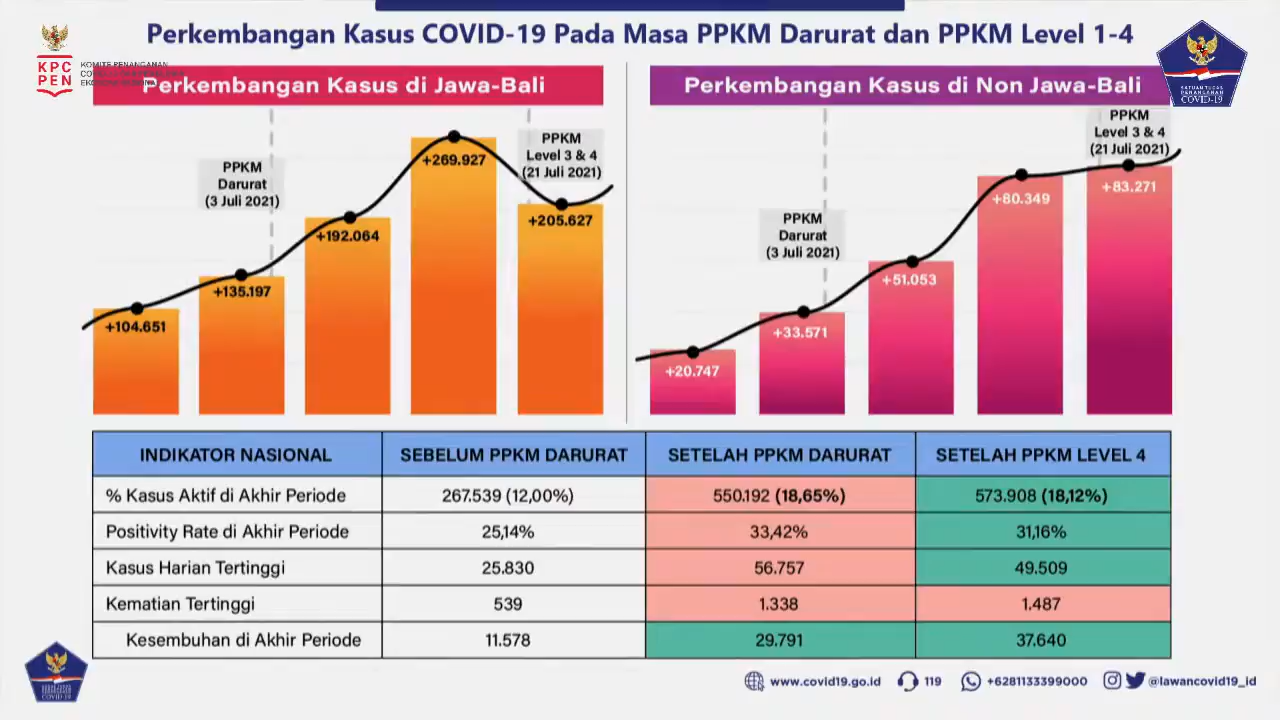 Perkembangan Kasus COVID-19 Pada Masa PPKM Darurat dan PPKM Level 1-4
KPC
PEN
KOMITE PENANGANAN
Perkembangan Kasus di Jawa-Bali
PPKM
Darurat
(3 Juli 2021)
PPKM
Level 3 & 4
(21 Juli 2021)
+104.651
+135.197
+192.064
+269.927
+205.627
Perkembangan Kasus di Non Jawa-Bali
SATUAN TUGAS
PENANGANAN
COVID-19
PPKM
Darurat
(3 Juli 2021)
PPKM
Level 3 & 4
(21 Juli 2021)
+20.747
+33.571
+51.053
+80.349
+83.271
INDIKATOR NASIONAL SEBELUM PPKM DARURAT SETELAH PPKM DARURAT SETELAH PPKM LEVEL 4
% Kasus Aktif di Akhir Periode 267.539 (12,00%) 550.192 (18,65%) 573.908 (18,12%)
Positivity Rate di Akhir Periode 25,14% 33,42% 31,16%
Kasus Harian Tertinggi 25.830 56.757 49.509
Kematian Tertinggi 539 1.338 1.487
Kesembuhan di Akhir Periode 11.578 29.791 37.640
COVID-19
www.covid19.go.id 119 +6281133399000 @lawancovid19_id